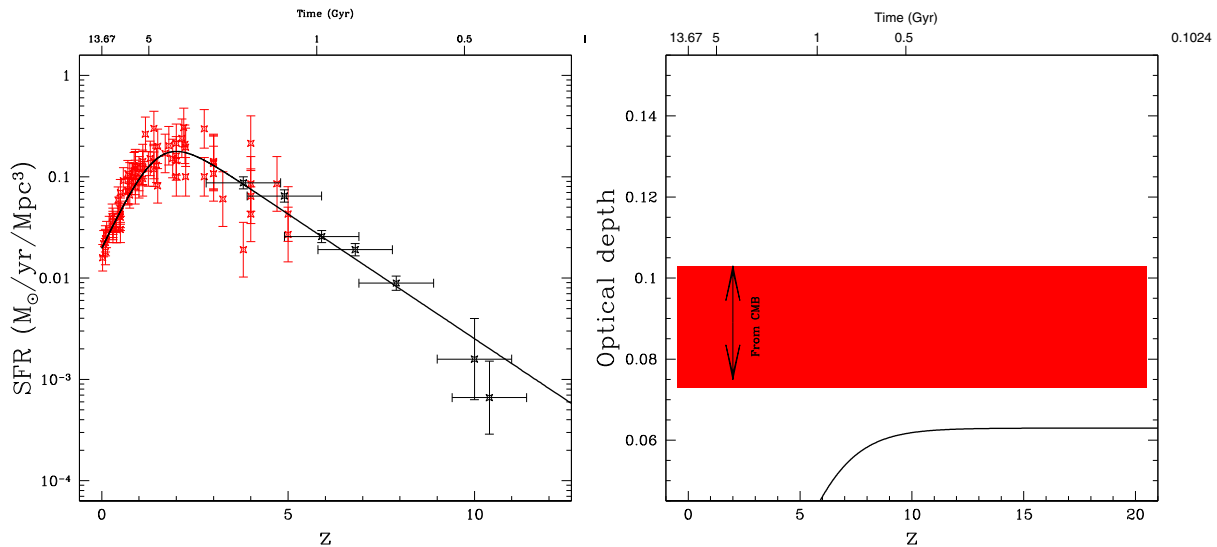 Time (Gyr)
13.67 5 1 0.5
1
0.1
0.01
10⁻³
10⁻⁴
SFR (M☉/yr/Mpc³)
0 5 10
z
Time (Gyr)
13.67 5 1 0.5 0.1024
0.14
0.12
0.1
0.08
0.06
Optical depth
From CMB
0 5 10 15 20
z